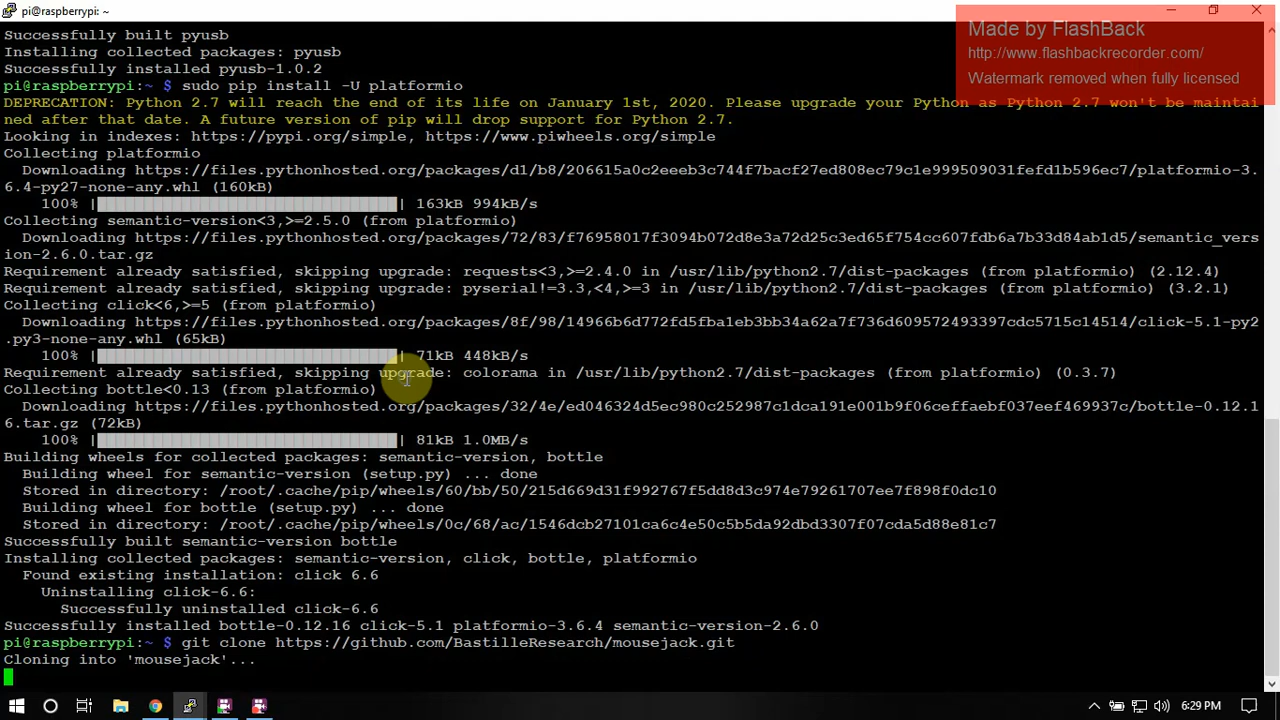 pi@raspberrypi: ~
Made by FlashBack
http://www.flashbackrecorder.com/
Watermark removed when fully licensed
Successfully built pyusb
Installing collected packages: pyusb
Successfully installed pyusb-1.0.2
pi@raspberrypi:~ $ sudo pip install -U platformio
DEPRECATION: Python 2.7 will reach the end of its life on January 1st, 2020. Please upgrade your Python as Python 2.7 won't be maintai
ned after that date. A future version of pip will drop support for Python 2.7.
Looking in indexes: https://pypi.org/simple, https://www.piwheels.org/simple
Collecting platformio
Downloading https://files.pythonhosted.org/packages/d1/b8/206615a0c2eeeb3c744f7bacf27ed808ec79c1e999509031fefd1b596ec7/platformio-3.
6.4-py27-none-any.whl (160kB)
100% |████████████████████████████████| 163kB 994kB/s
Collecting semantic-version<3,>=2.5.0 (from platformio)
Downloading https://files.pythonhosted.org/packages/72/83/f76958017f3094b072d8e3a72d25c3ed65f754cc607fdb6a7b33d84ab1d5/semantic_vers
ion-2.6.0.tar.gz
Requirement already satisfied, skipping upgrade: requests<3,>=2.4.0 in /usr/lib/python2.7/dist-packages (from platformio) (2.12.4)
Requirement already satisfied, skipping upgrade: pyserial!=3.3,<4,>=3 in /usr/lib/python2.7/dist-packages (from platformio) (3.2.1)
Collecting click<6,>=5 (from platformio)
Downloading https://files.pythonhosted.org/packages/8f/98/14966b6d772fd5fba1eb3bb34a62a7f736d609572493397cdc5715c14514/click-5.1-py2
.py3-none-any.whl (65kB)
100% |████████████████████████████████| 71kB 448kB/s
Requirement already satisfied, skipping upgrade: colorama in /usr/lib/python2.7/dist-packages (from platformio) (0.3.7)
Collecting bottle<0.13 (from platformio)
Downloading https://files.pythonhosted.org/packages/32/4e/ed046324d5ec980c252987c1dca191e001b9f06ceffaebf037eef469937c/bottle-0.12.1
6.tar.gz (72kB)
100% |████████████████████████████████| 81kB 1.0MB/s
Building wheels for collected packages: semantic-version, bottle
Building wheel for semantic-version (setup.py) ... done
Stored in directory: /root/.cache/pip/wheels/60/bb/50/215d669d31f992767f5dd8d3c974e79261707ee7f898f0dc10
Building wheel for bottle (setup.py) ... done
Stored in directory: /root/.cache/pip/wheels/0c/68/ac/1546dcb27101ca6c4e50c5b5da92dbd3307f07cda5d88e81c7
Successfully built semantic-version bottle
Installing collected packages: semantic-version, click, bottle, platformio
Found existing installation: click 6.6
Uninstalling click-6.6:
Successfully uninstalled click-6.6
Successfully installed bottle-0.12.16 click-5.1 platformio-3.6.4 semantic-version-2.6.0
pi@raspberrypi:~ $ git clone https://github.com/BastilleResearch/mousejack.git
Cloning into 'mousejack'...
6:29 PM